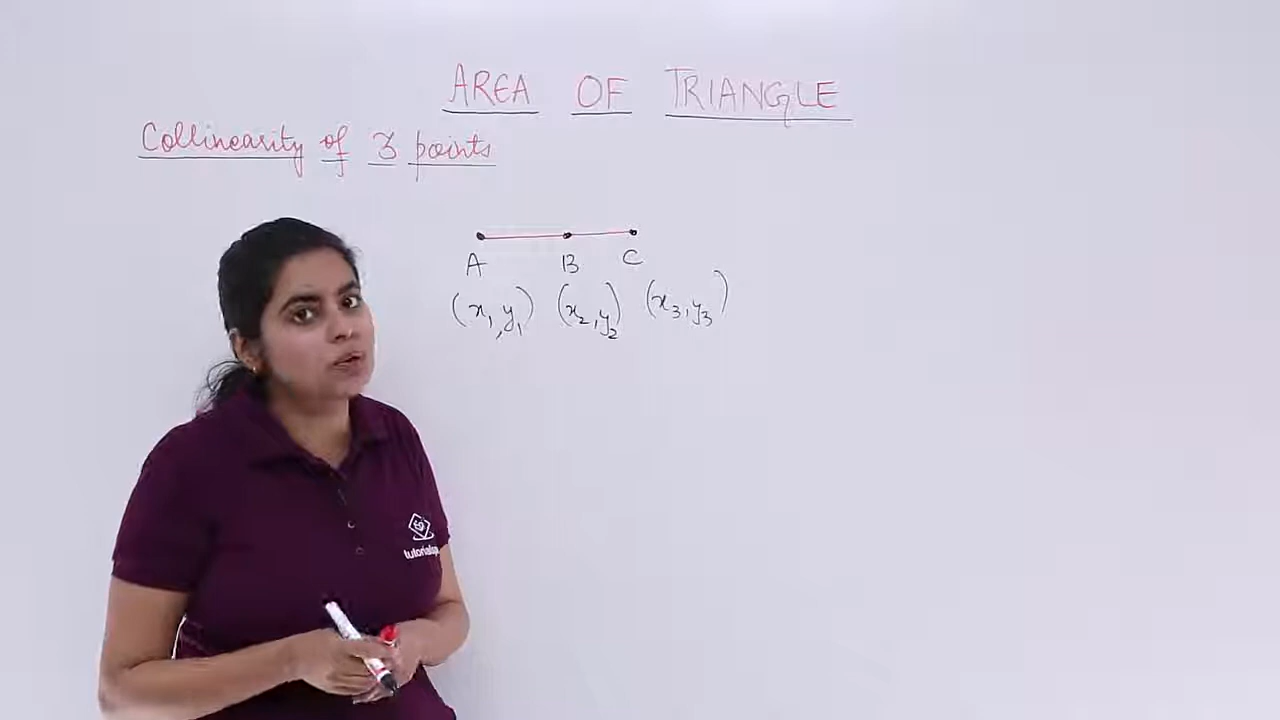 AREA OF TRIANGLE
Collinearity of 3 points
A B C
(x₁, y₁) (x₂, y₂) (x₃, y₃)